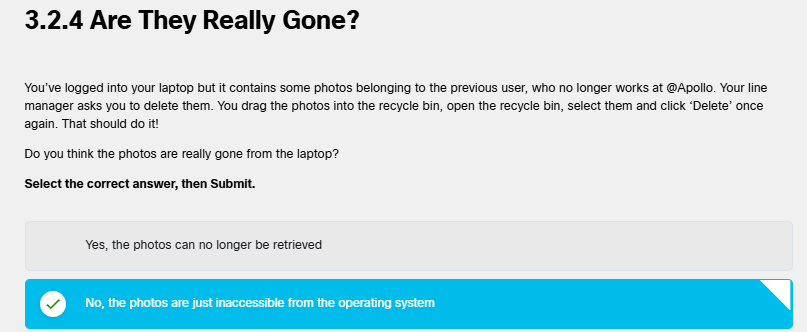 3.2.4 Are They Really Gone?
You've logged into your laptop but it contains some photos belonging to the previous user, who no longer works at @Apollo. Your line
manager asks you to delete them. You drag the photos into the recycle bin, open the recycle bin, select them and click ‘Delete’ once
again. That should do it!
Do you think the photos are really gone from the laptop?
Select the correct answer, then Submit.
Yes, the photos can no longer be retrieved
No, the photos are just inaccessible from the operating system